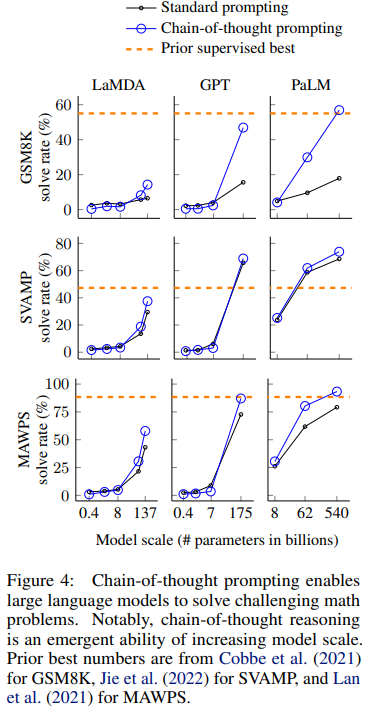 Standard prompting
Chain-of-thought prompting
Prior supervised best
LaMDA GPT PaLM
GSM8K
solve rate (%)
60
40
20
0
SVAMP
solve rate (%)
80
60
40
20
0
MAWPS
solve rate (%)
100
75
50
25
0
0.4 8 137 0.4 7 175 8 62 540
Model scale (# parameters in billions)
Figure 4: Chain-of-thought prompting enables
large language models to solve challenging math
problems. Notably, chain-of-thought reasoning
is an emergent ability of increasing model scale.
Prior best numbers are from Cobbe et al. (2021)
for GSM8K, Jie et al. (2022) for SVAMP, and Lan
et al. (2021) for MAWPS.